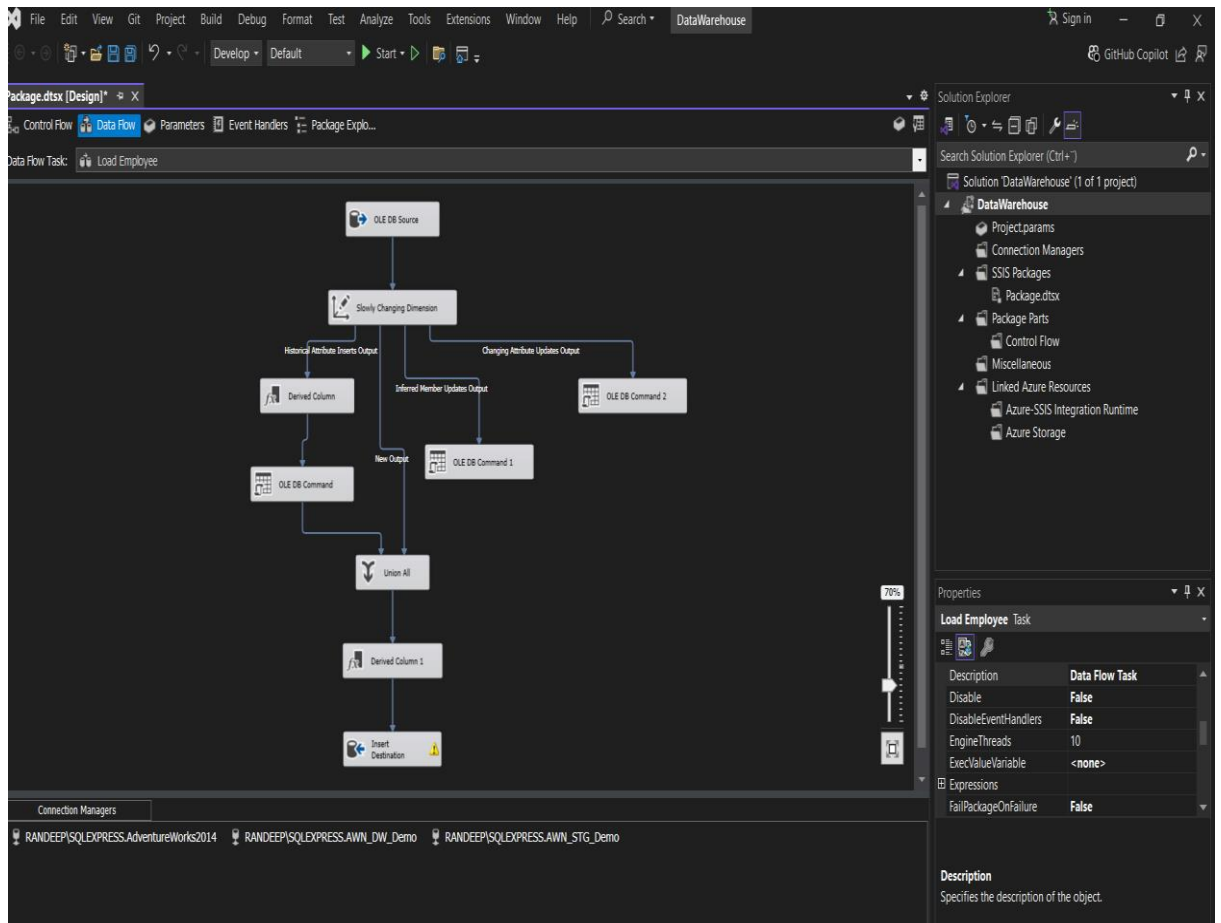 File Edit View Git Project Build Debug Format Test Analyze Tools Extensions Window Help Search DataWarehouse Sign in
Develop Default Start GitHub Copilot
Package.dtsx [Design]*
Control Flow Data Flow Parameters Event Handlers Package Explo...
Data Flow Task: Load Employee
OLE DB Source
Slowly Changing Dimension
Historical Attribute Inserts Output
Changing Attribute Updates Output
Derived Column
Inferred Member Updates Output
OLE DB Command 2
New Output
OLE DB Command 1
OLE DB Command
Union All
70%
Derived Column 1
Insert
Destination
Connection Managers
RANDEEP\SQLEXPRESS.AdventureWorks2014 RANDEEP\SQLEXPRESS.AWN_DW_Demo RANDEEP\SQLEXPRESS.AWN_STG_Demo
Solution Explorer
Search Solution Explorer (Ctrl+¨)
Solution 'DataWarehouse' (1 of 1 project)
DataWarehouse
Project.params
Connection Managers
SSIS Packages
Package.dtsx
Package Parts
Control Flow
Miscellaneous
Linked Azure Resources
Azure-SSIS Integration Runtime
Azure Storage
Properties
Load Employee Task
Description Data Flow Task
Disable False
DisableEventHandlers False
EngineThreads 10
ExecValueVariable <none>
Expressions
FailPackageOnFailure False
Description
Specifies the description of the object.